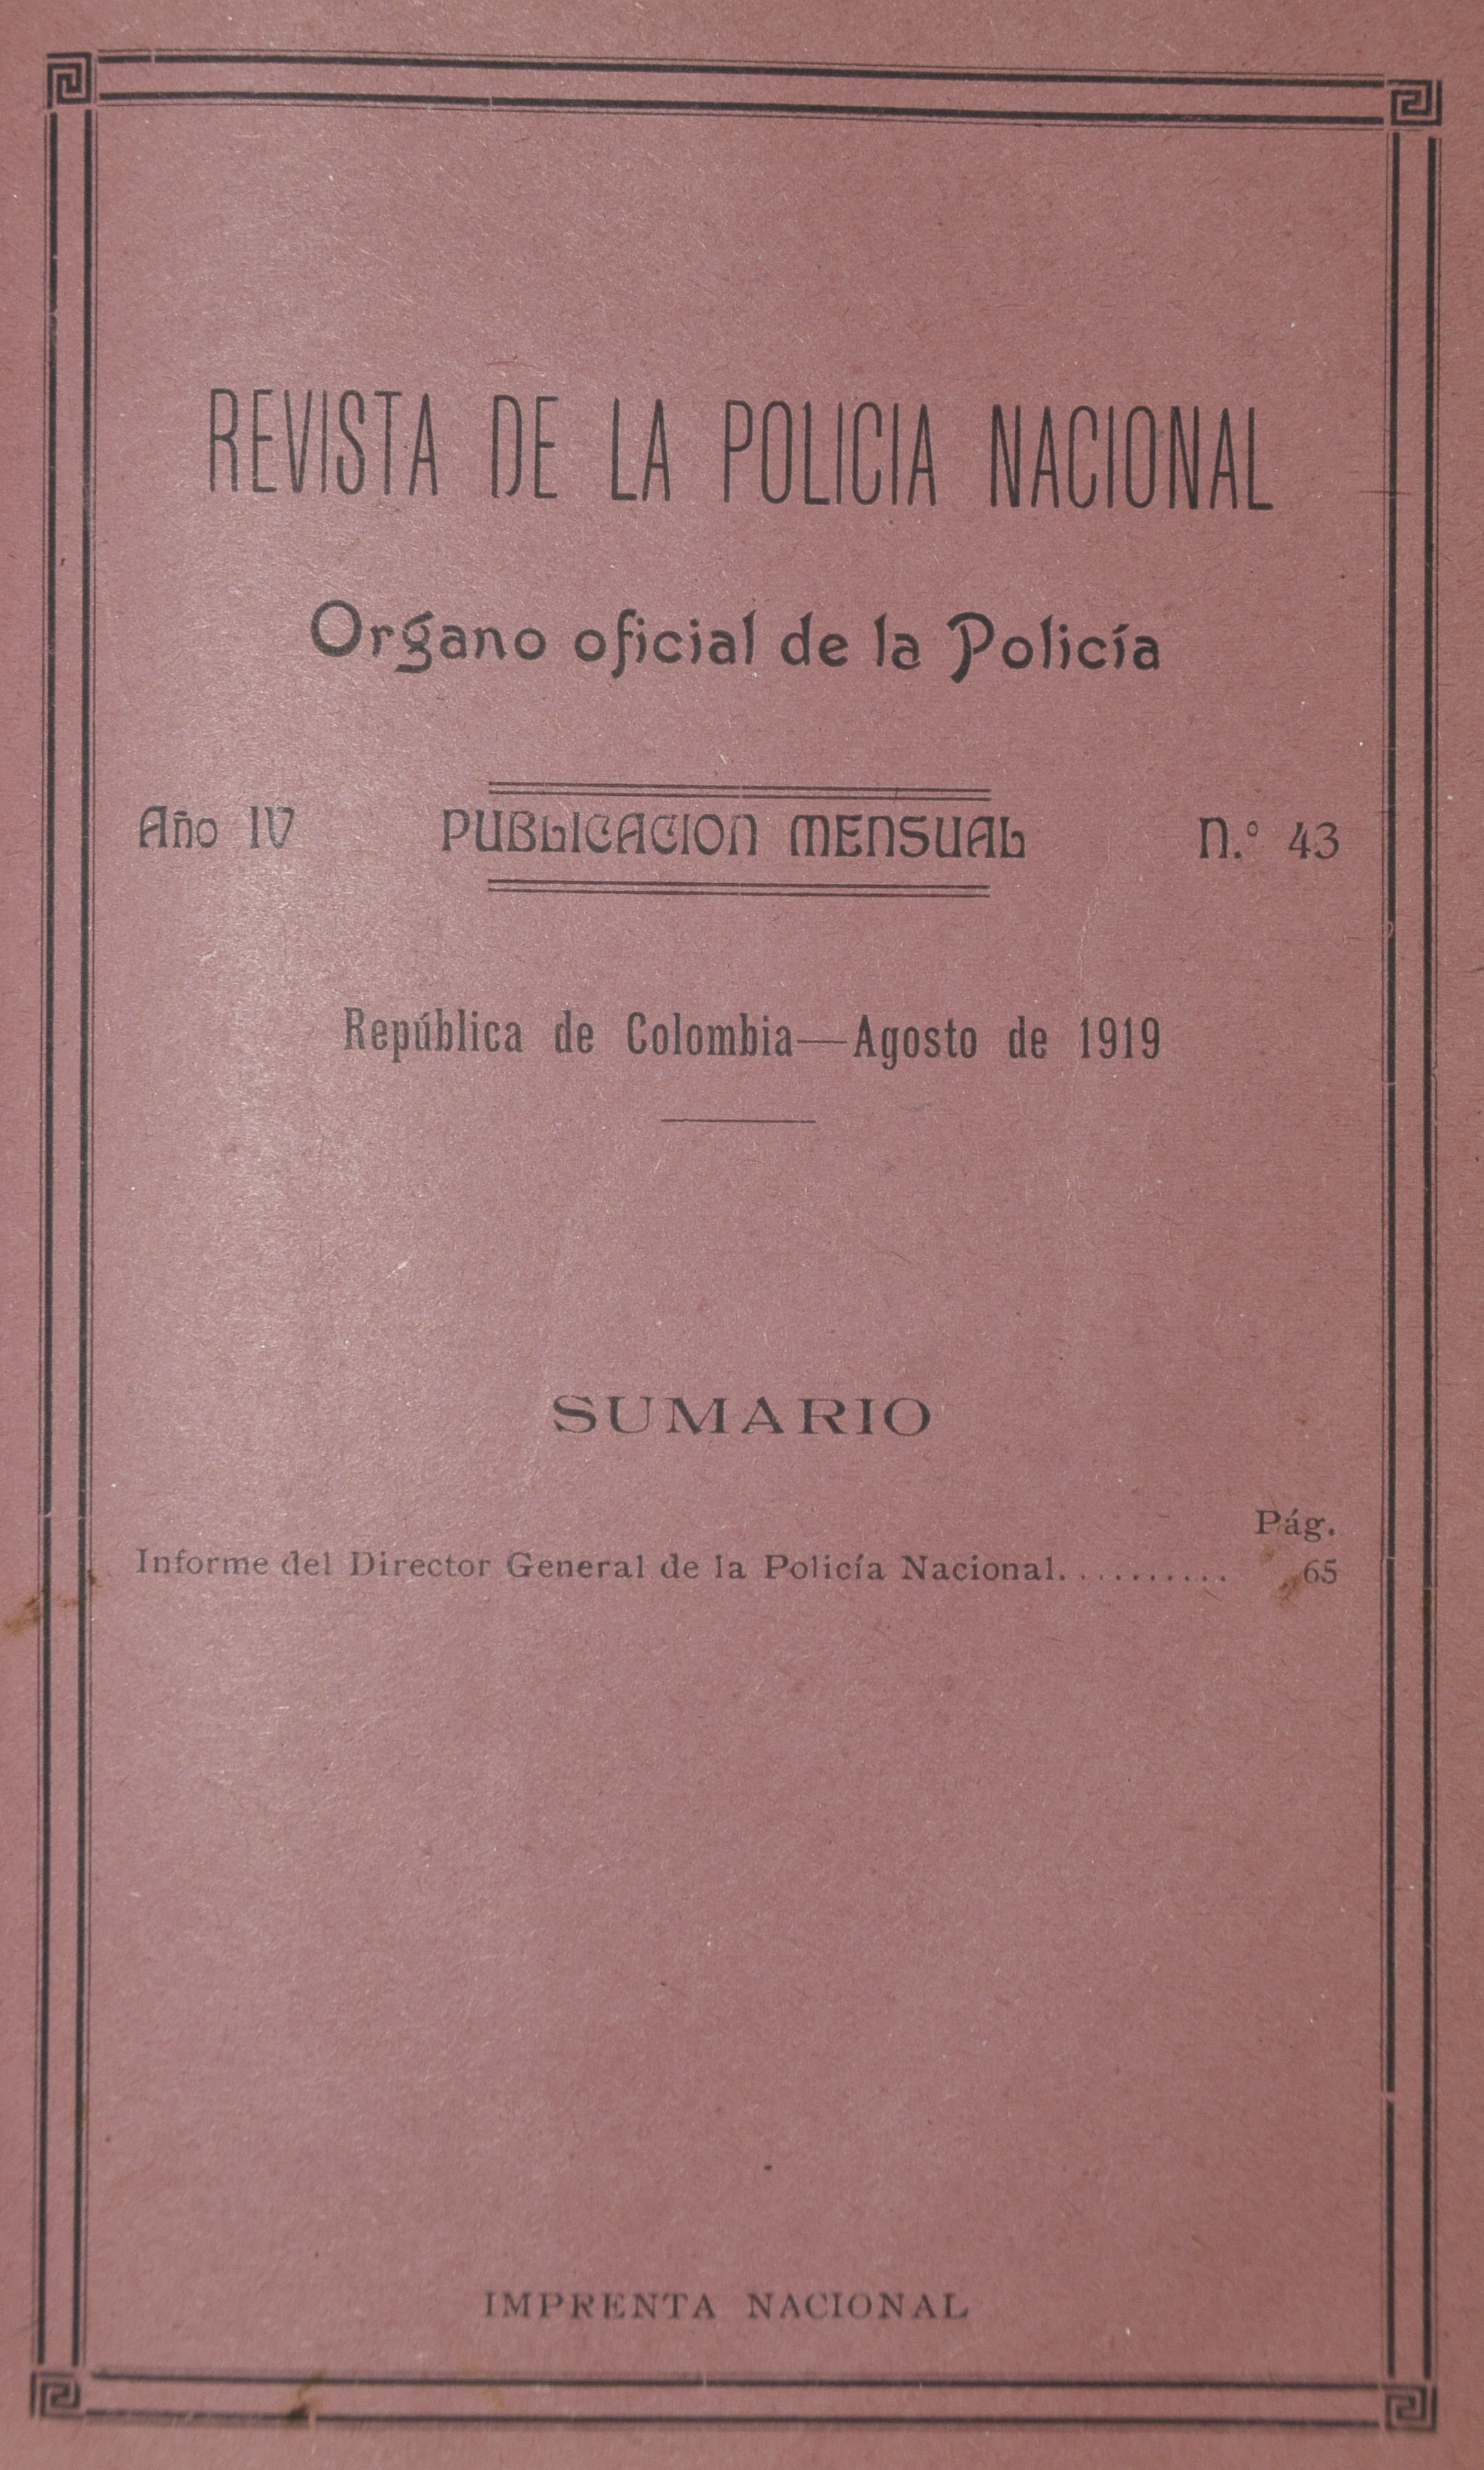 REVISTA DE LA POLICIA NACIONAL
Organo oficial de la Policía
Año IV PUBLICACION MENSUAL N.° 43
República de Colombia—Agosto de 1919
SUMARIO
Pág.
Informe del Director General de la Policía Nacional........... 65
IMPRENTA NACIONAL